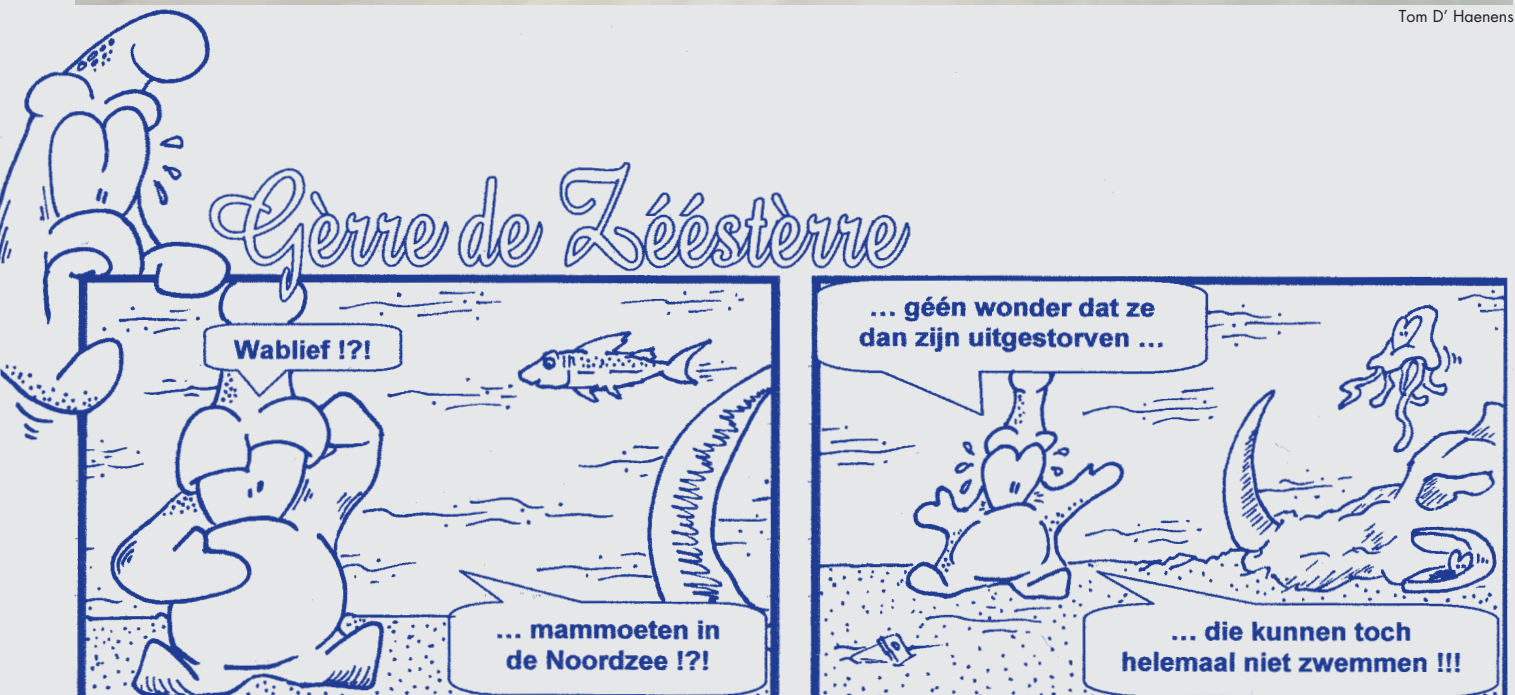 Tom D' Haenens
Gèrre de Zééstèrre
Wablief !?!
... mammoeten in
de Noordzee !?!
... géén wonder dat ze
dan zijn uitgestorven ...
... die kunnen toch
helemaal niet zwemmen !!!